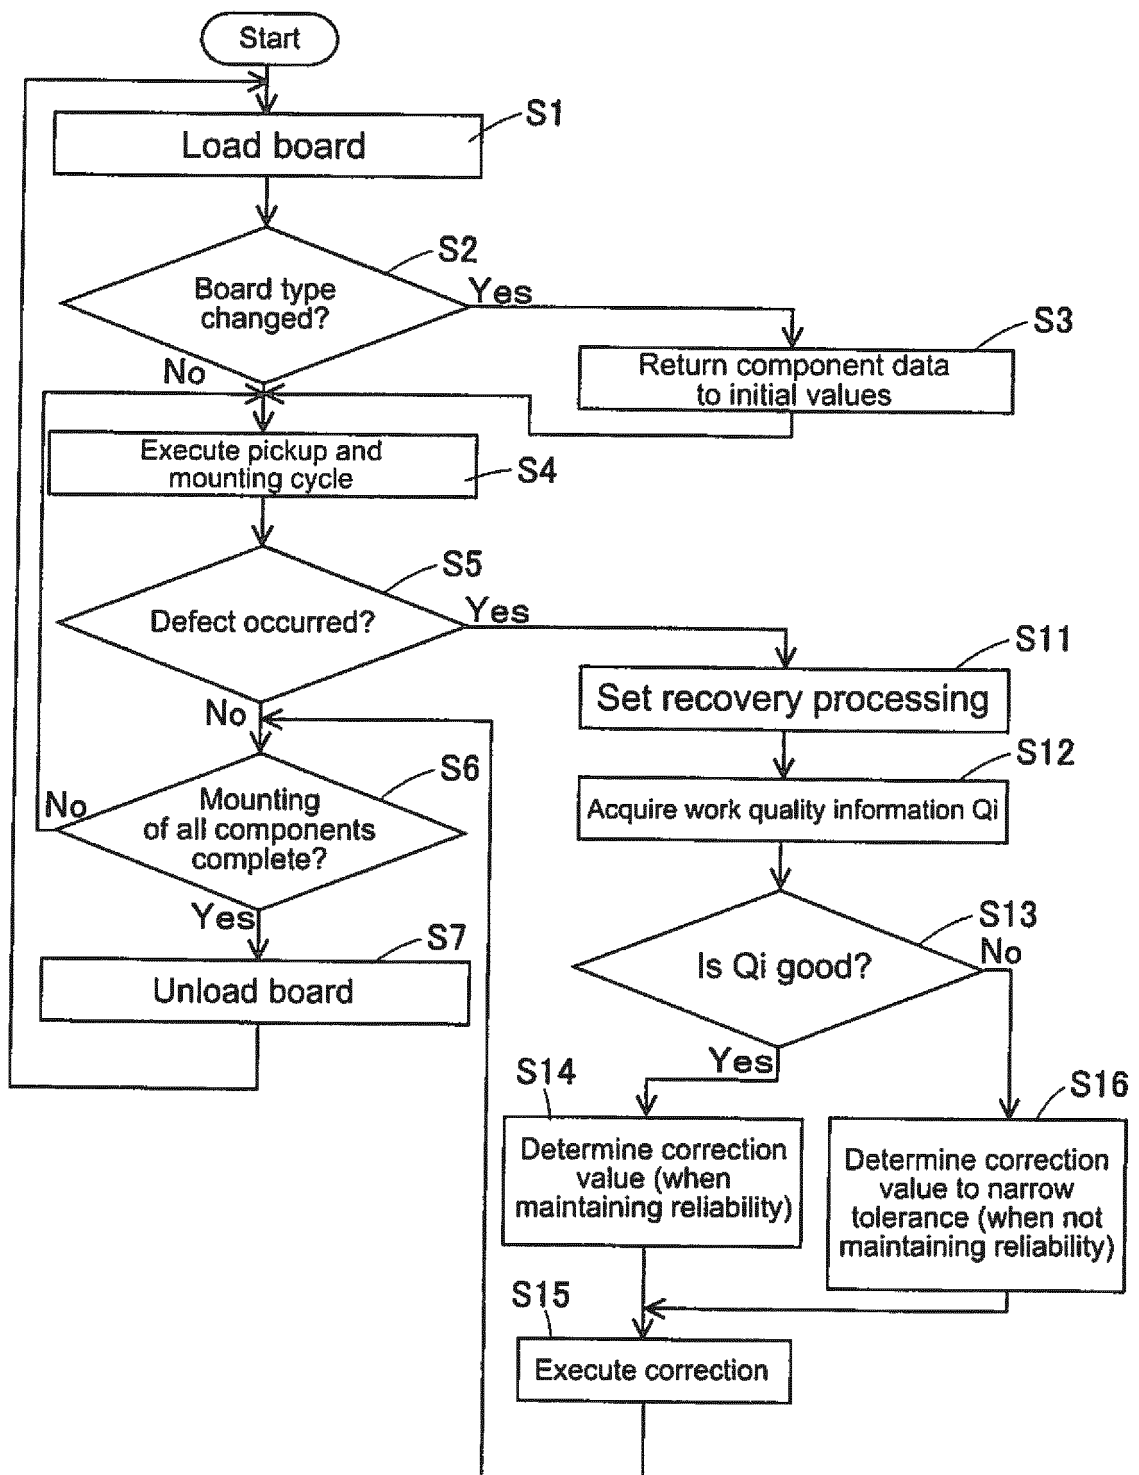 Start
S1
Load board
S2
Board type
changed?
Yes
No
S3
Return component data
to initial values
Execute pickup and
mounting cycle
S4
S5
Defect occurred?
Yes
No
S11
Set recovery processing
S12
Acquire work quality information Qi
S6
Mounting
of all components
complete?
No
Yes
S7
Unload board
S13
Is Qi good?
No
Yes
S14
Determine correction
value (when
maintaining reliability)
S16
Determine correction
value to narrow
tolerance (when not
maintaining reliability)
S15
Execute correction